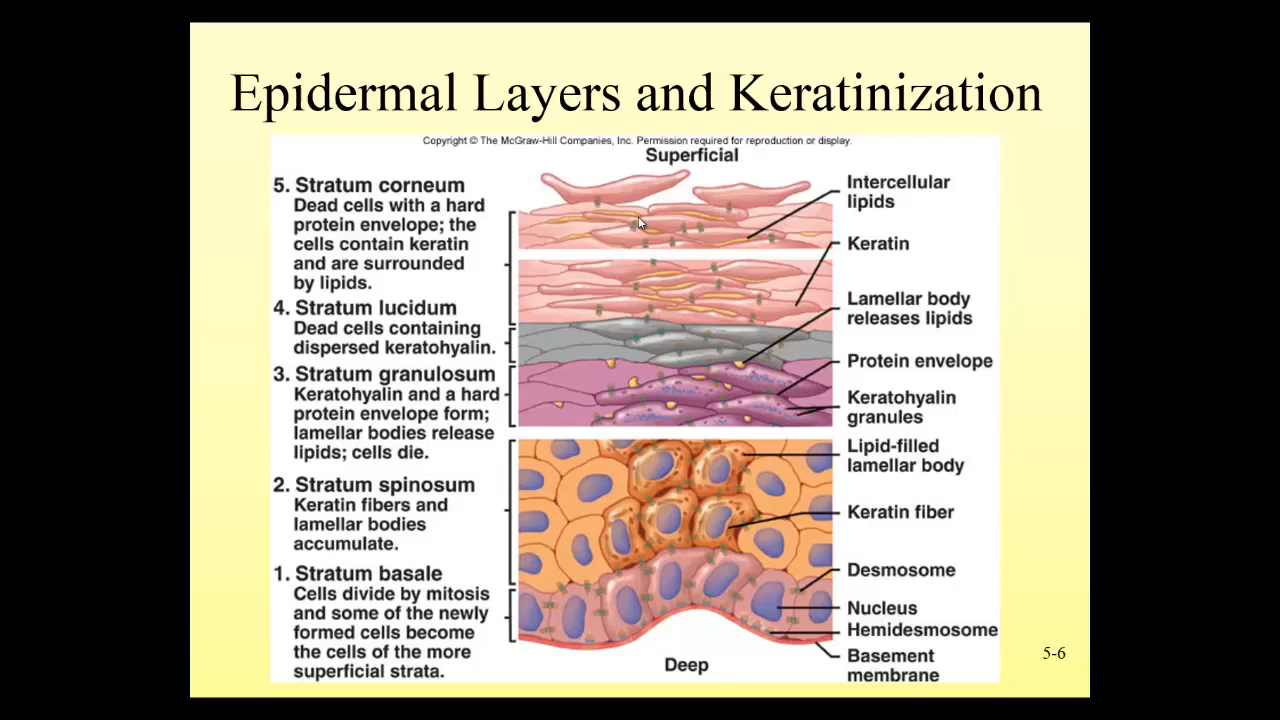 Epidermal Layers and Keratinization
Copyright © The McGraw-Hill Companies, Inc. Permission required for reproduction or display.
Superficial
5. Stratum corneum
Dead cells with a hard
protein envelope; the
cells contain keratin
and are surrounded
by lipids.
4. Stratum lucidum
Dead cells containing
dispersed keratohyalin.
3. Stratum granulosum
Keratohyalin and a hard
protein envelope form;
lamellar bodies release
lipids; cells die.
2. Stratum spinosum
Keratin fibers and
lamellar bodies
accumulate.
1. Stratum basale
Cells divide by mitosis
and some of the newly
formed cells become
the cells of the more
superficial strata.
Intercellular
lipids
Keratin
Lamellar body
releases lipids
Protein envelope
Keratohyalin
granules
Lipid-filled
lamellar body
Keratin fiber
Desmosome
Nucleus
Hemidesmosome
Basement
membrane
Deep
5-6